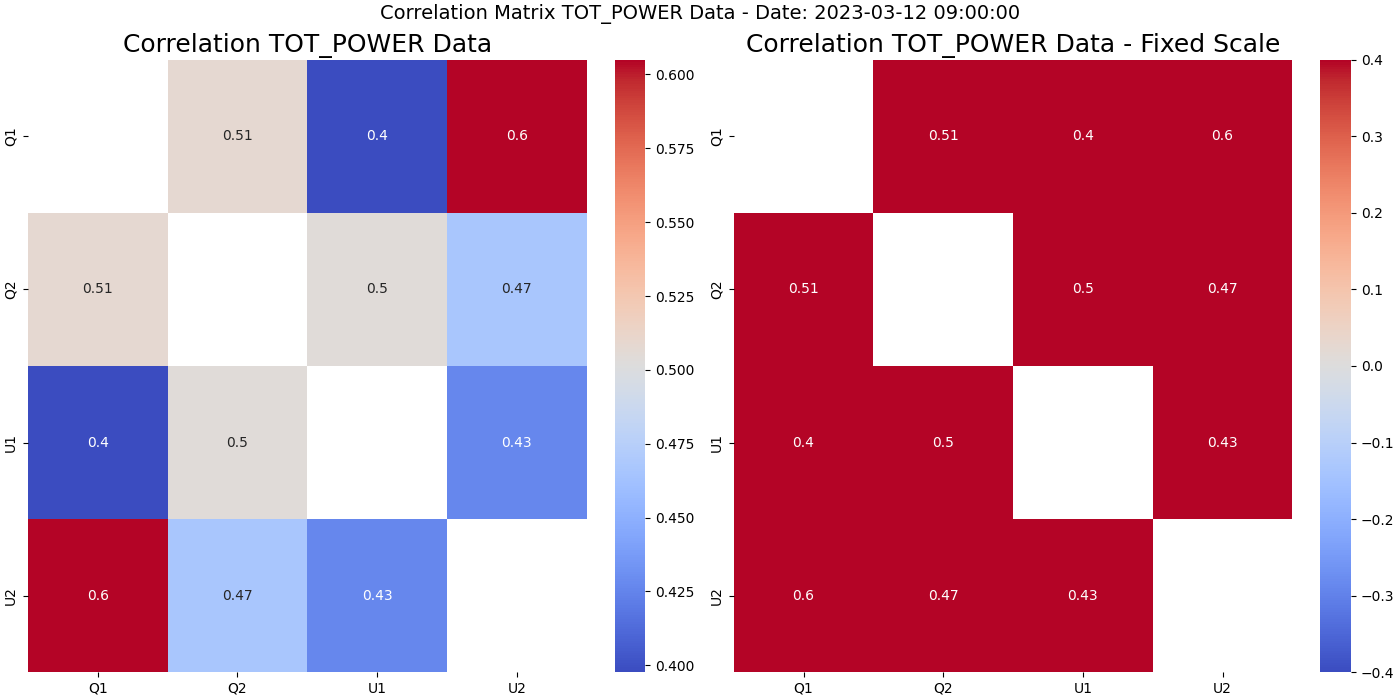 Correlation Matrix TOT_POWER Data - Date: 2023-03-12 09:00:00
Correlation TOT_POWER Data
Q1
0.51
0.4
0.6
Q2
0.51
0.5
0.47
U1
0.4
0.5
0.43
U2
0.6
0.47
0.43
Q1
Q2
U1
U2
0.600
0.575
0.550
0.525
0.500
0.475
0.450
0.425
0.400
Correlation TOT_POWER Data - Fixed Scale
Q1
0.51
0.4
0.6
Q2
0.51
0.5
0.47
U1
0.4
0.5
0.43
U2
0.6
0.47
0.43
Q1
Q2
U1
U2
0.4
0.3
0.2
0.1
0.0
−0.1
−0.2
−0.3
−0.4